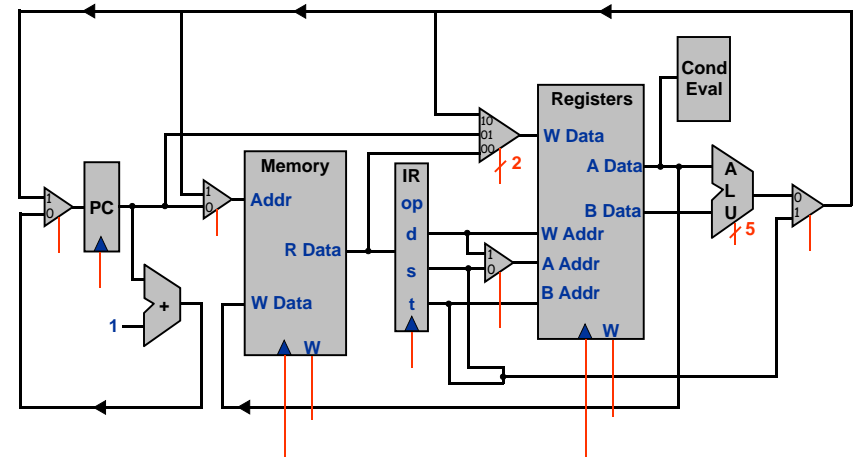 Cond
Eval
Registers
10
01
00
W Data
2
Memory
IR
A Data
A
L
U
1
0
PC
1
0
Addr
op
0
1
B Data
5
d
W Addr
R Data
1
0
s
A Addr
t
B Addr
W Data
+
1
W
W